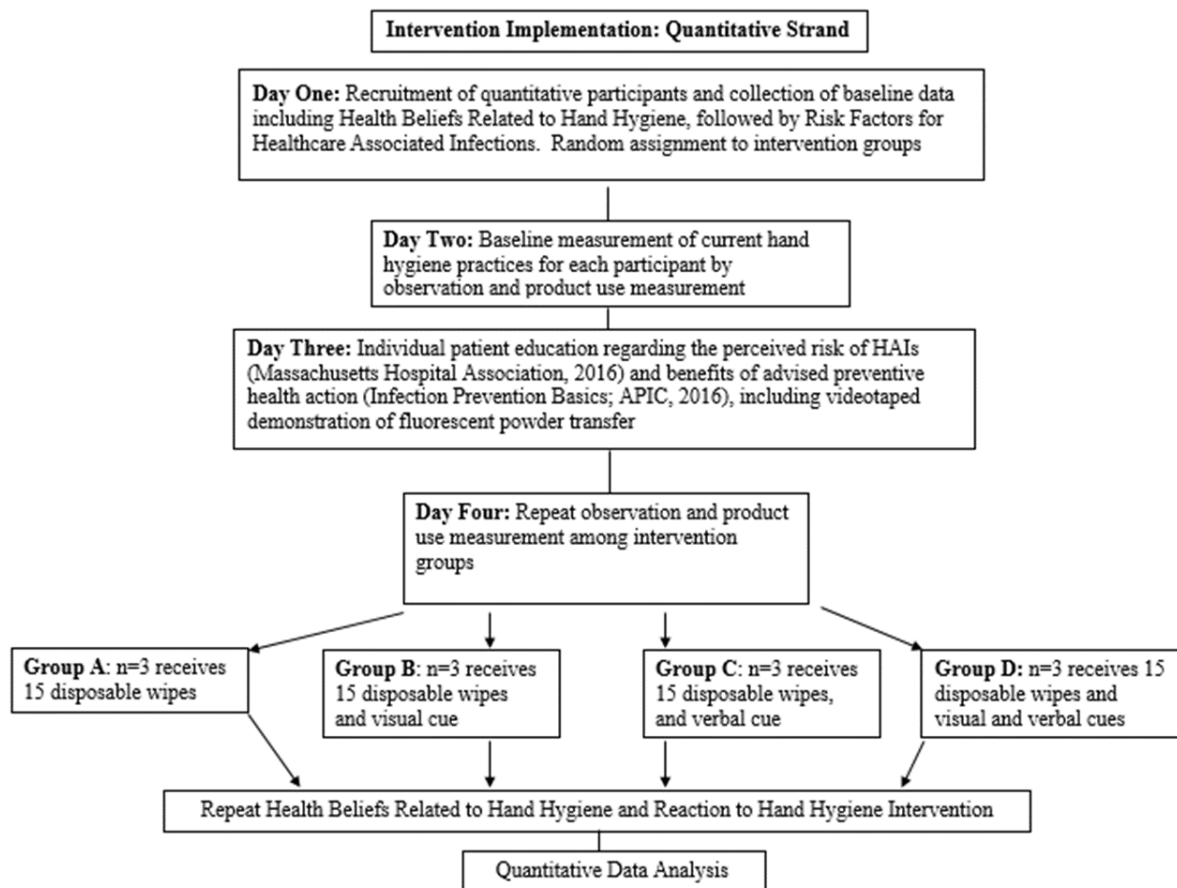 Intervention Implementation: Quantitative Strand
Day One: Recruitment of quantitative participants and collection of baseline data
including Health Beliefs Related to Hand Hygiene, followed by Risk Factors for
Healthcare Associated Infections. Random assignment to intervention groups
Day Two: Baseline measurement of current hand
hygiene practices for each participant by
observation and product use measurement
Day Three: Individual patient education regarding the perceived risk of HAIs
(Massachusetts Hospital Association, 2016) and benefits of advised preventive
health action (Infection Prevention Basics; APIC, 2016), including videotaped
demonstration of fluorescent powder transfer
Day Four: Repeat observation and product
use measurement among intervention
groups
Group A: n=3 receives
15 disposable wipes
Group B: n=3 receives
15 disposable wipes
and visual cue
Group C: n=3 receives
15 disposable wipes,
and verbal cue
Group D: n=3 receives 15
disposable wipes and
visual and verbal cues
Repeat Health Beliefs Related to Hand Hygiene and Reaction to Hand Hygiene Intervention
Quantitative Data Analysis